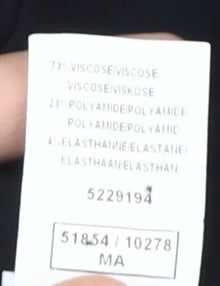 73%VISCOSE/VISCOSE
VISCOSE/VISKOSE
23%POLYAMIDE/POLYAMIDE
POLYAMIDE/POLYAMID
4%ELASTHANNE/ELASTANE/
ELASTHAAN/ELASTHAN
5229194
51854 / 10278
MA